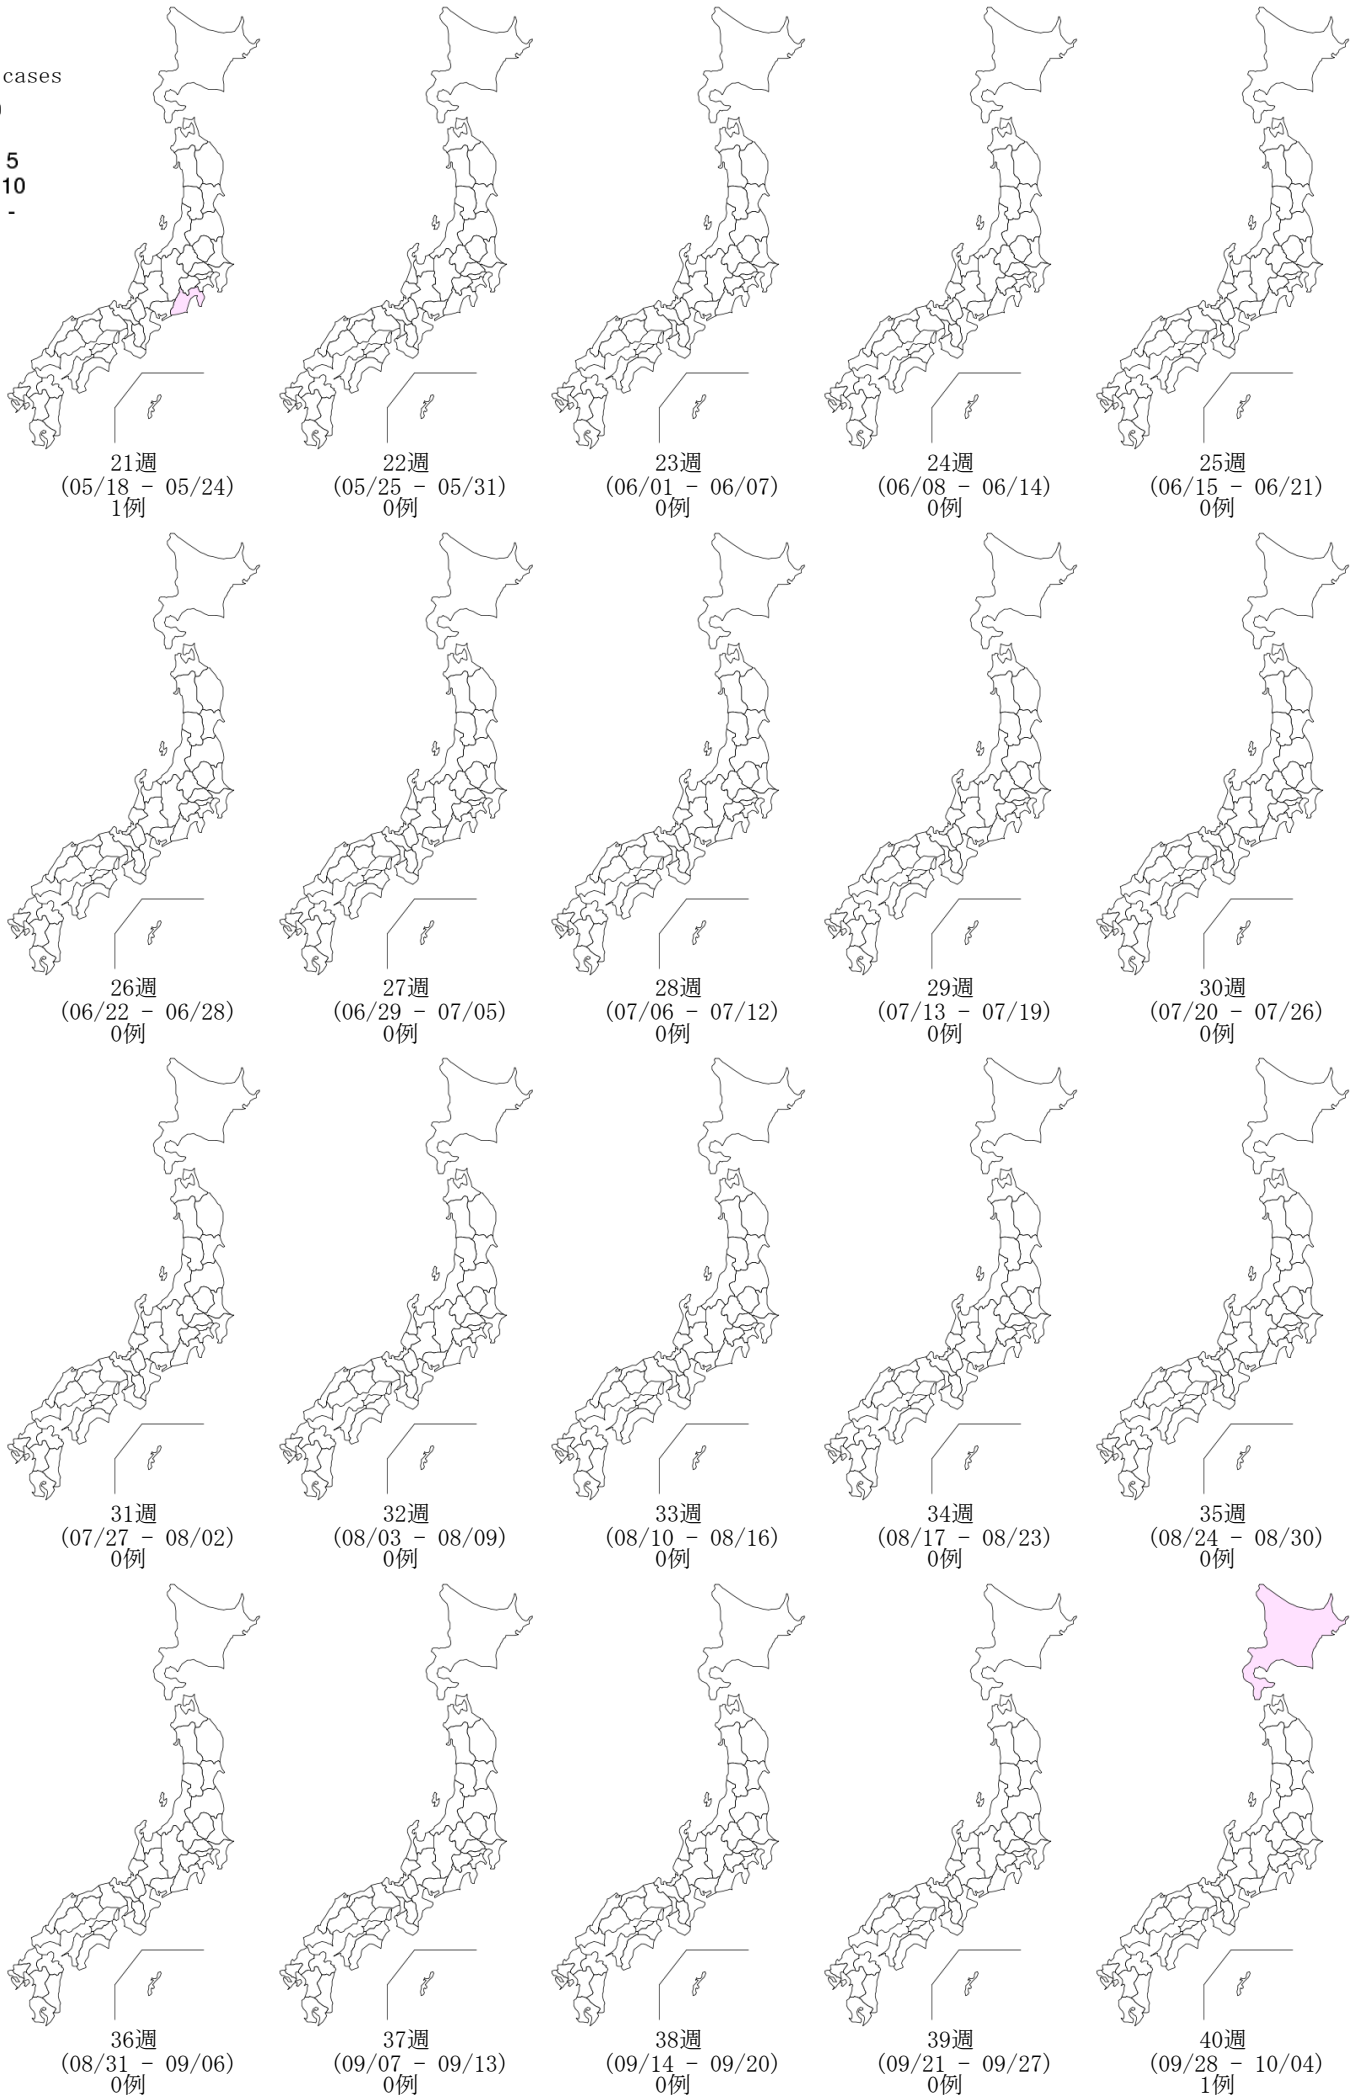 cases
5
10
-
21週
(05/18 - 05/24)
1例
22週
(05/25 - 05/31)
0例
23週
(06/01 - 06/07)
0例
24週
(06/08 - 06/14)
0例
25週
(06/15 - 06/21)
0例
26週
(06/22 - 06/28)
0例
27週
(06/29 - 07/05)
0例
28週
(07/06 - 07/12)
0例
29週
(07/13 - 07/19)
0例
30週
(07/20 - 07/26)
0例
31週
(07/27 - 08/02)
0例
32週
(08/03 - 08/09)
0例
33週
(08/10 - 08/16)
0例
34週
(08/17 - 08/23)
0例
35週
(08/24 - 08/30)
0例
36週
(08/31 - 09/06)
0例
37週
(09/07 - 09/13)
0例
38週
(09/14 - 09/20)
0例
39週
(09/21 - 09/27)
0例
40週
(09/28 - 10/04)
1例